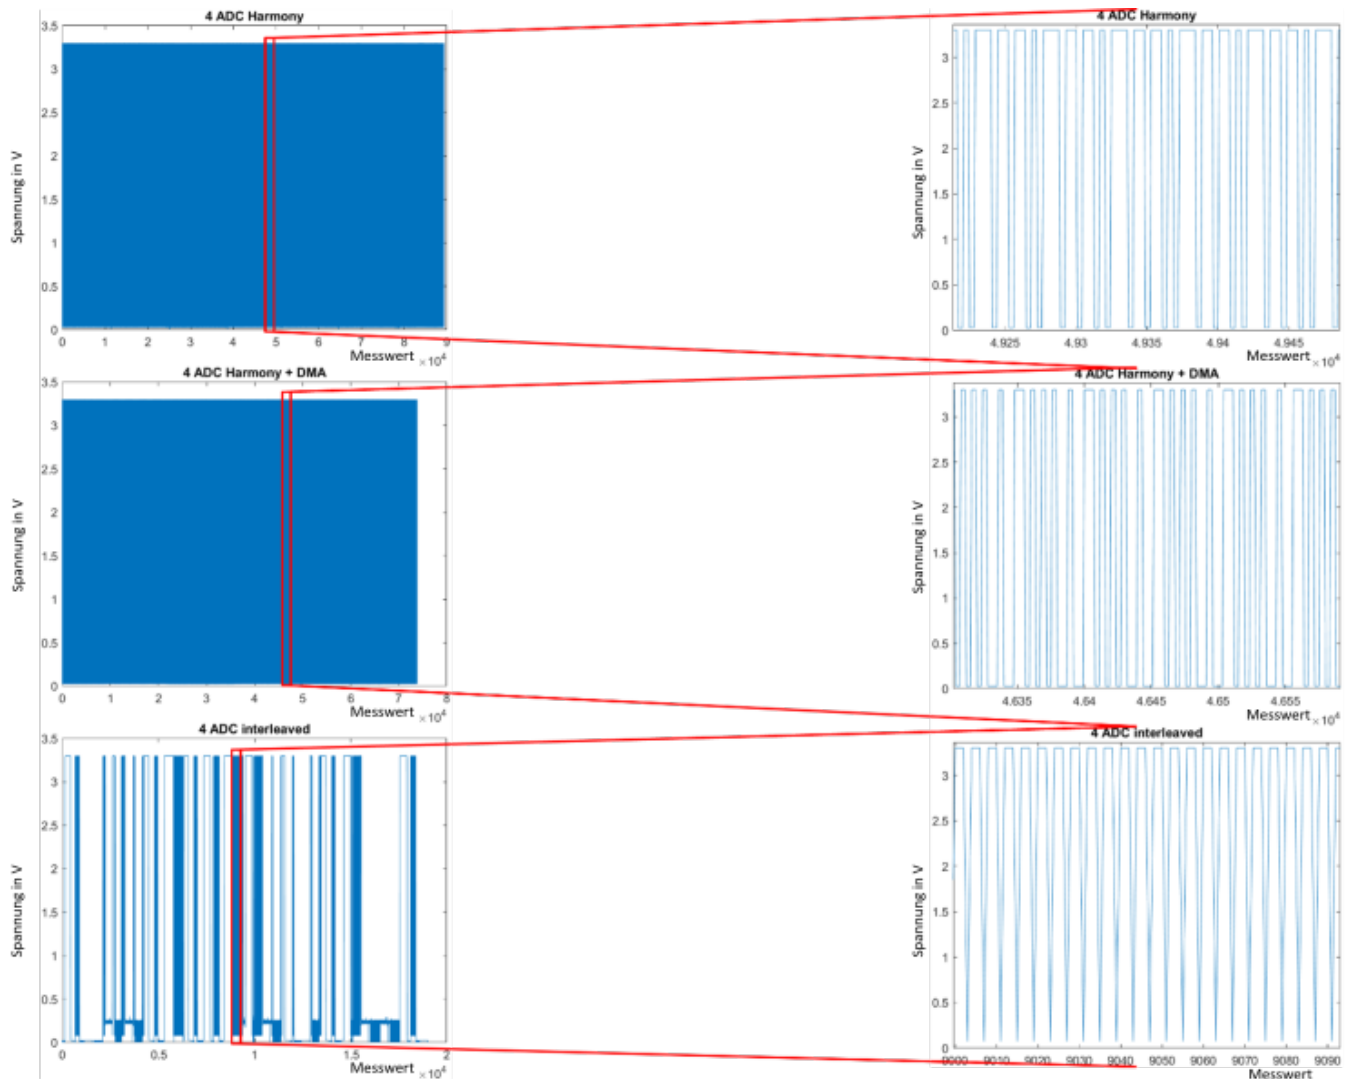 4 ADC Harmony
3.5
3
2.5
2
1.5
1
0.5
0
Spannung in V
0 1 2 3 4 5 6 7 8 9
Messwert ×10⁴
4 ADC Harmony
3
2.5
2
1.5
1
0.5
0
Spannung in V
4.925 4.93 4.935 4.94 4.945
Messwert ×10⁴
4 ADC Harmony + DMA
3.5
3
2.5
2
1.5
1
0.5
0
Spannung in V
0 1 2 3 4 5 6 7 8
Messwert ×10⁴
4 ADC Harmony + DMA
3
2.5
2
1.5
1
0.5
0
Spannung in V
4.635 4.64 4.645 4.65 4.655
Messwert ×10⁴
4 ADC interleaved
3.5
3
2.5
2
1.5
1
0.5
0
Spannung in V
0 0.5 1 1.5 2
Messwert ×10⁴
4 ADC interleaved
3
2.5
2
1.5
1
0.5
0
Spannung in V
9000 9010 9020 9030 9040 9050 9060 9070 9080 9090
Messwert